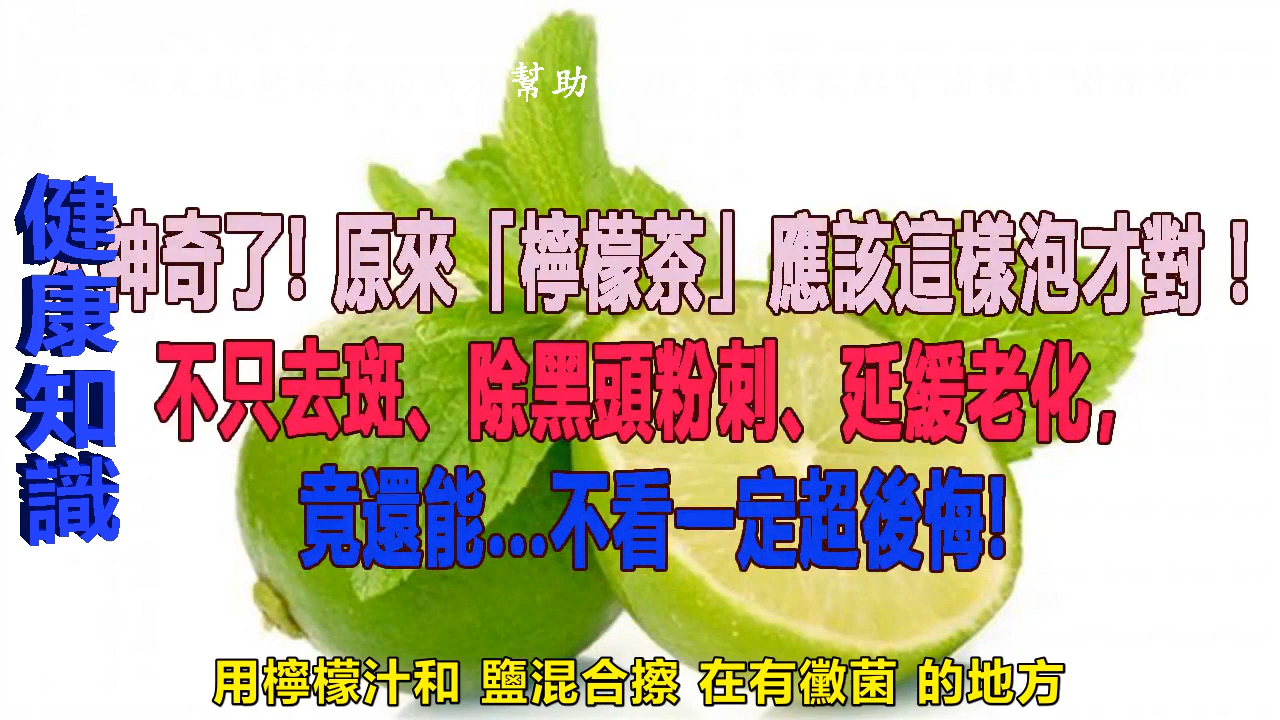 幫助
健康知識
神奇了! 原來「檸檬茶」應該這樣泡才對！
不只去斑、除黑頭粉刺、延緩老化,
竟還能...不看一定超後悔!
用檸檬汁和 鹽混合擦 在有黴菌 的地方